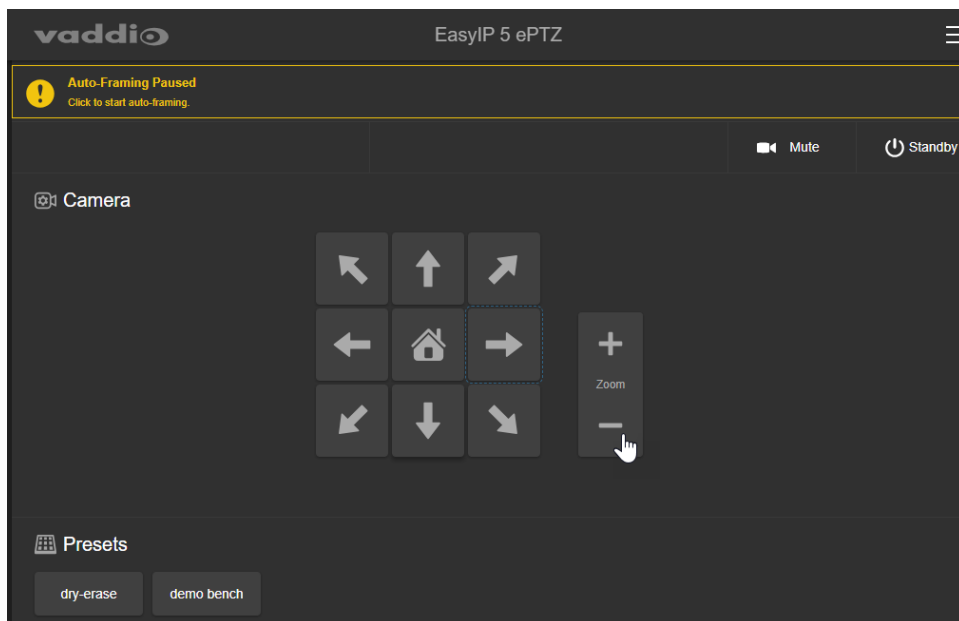 vaddio
EasyIP 5 ePTZ
Auto-Framing Paused
Click to start auto-framing.
Mute
Standby
Camera
Zoom
Presets
dry-erase
demo bench